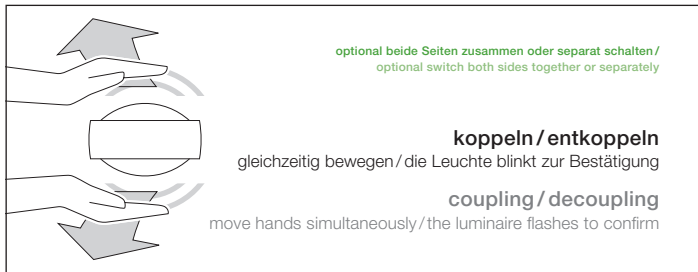 optional beide Seiten zusammen oder separat schalten/
optional switch both sides together or separately
koppeln/entkoppeln
gleichzeitig bewegen/die Leuchte blinkt zur Bestätigung
coupling/decoupling
move hands simultaneously/the luminaire flashes to confirm